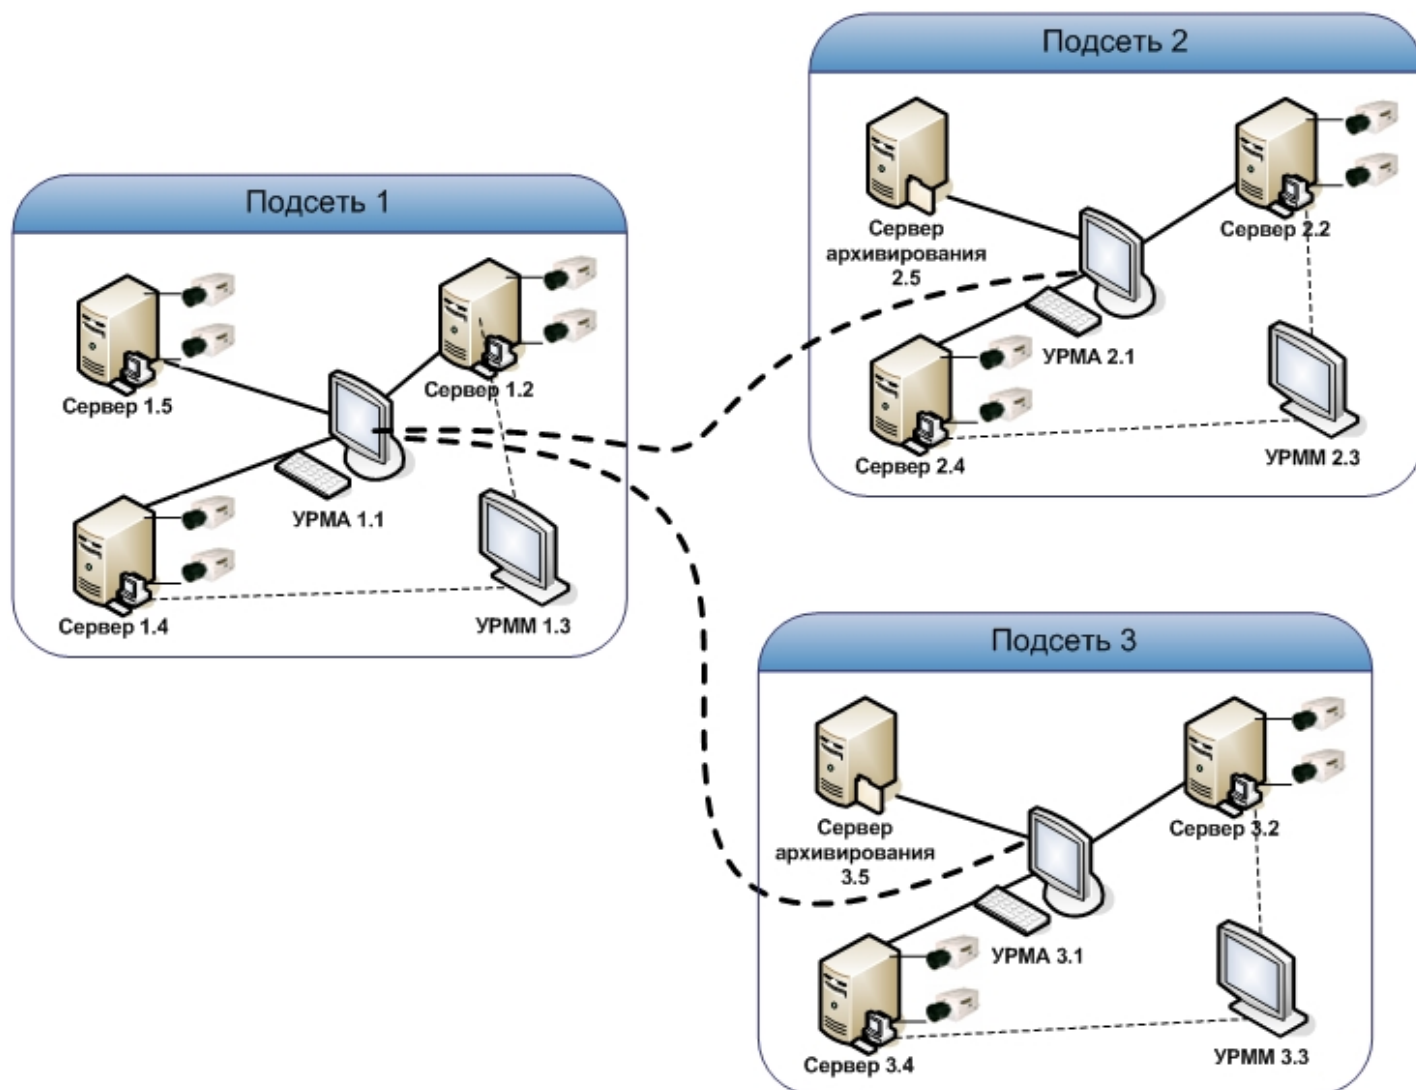 Подсеть 1
Сервер 1.5
Сервер 1.2
УРМА 1.1
Сервер 1.4
УРММ 1.3
Подсеть 2
Сервер
архивирования
2.5
Сервер 2.2
УРМА 2.1
Сервер 2.4
УРММ 2.3
Подсеть 3
Сервер
архивирования
3.5
Сервер 3.2
УРМА 3.1
Сервер 3.4
УРММ 3.3